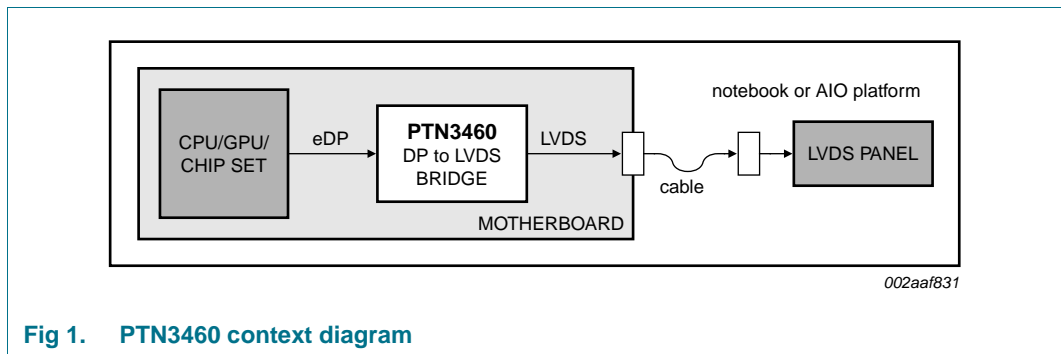 notebook or AIO platform
CPU/GPU/
CHIP SET
eDP
PTN3460
DP to LVDS
BRIDGE
LVDS
MOTHERBOARD
cable
LVDS PANEL
002aaf831
Fig 1. PTN3460 context diagram